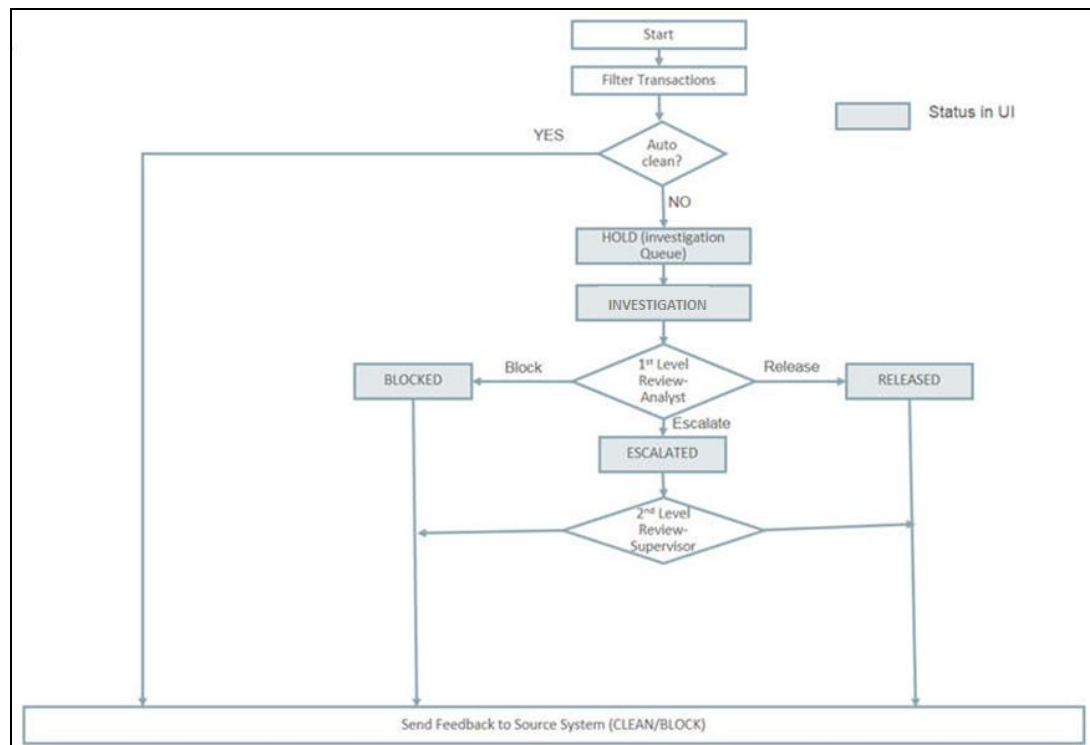 Start
Filter Transactions
Status in UI
YES
Auto
clean?
NO
HOLD (investigation
Queue)
INVESTIGATION
Block
1st Level
Review-
Analyst
Release
BLOCKED
RELEASED
Escalate
ESCALATED
2nd Level
Review-
Supervisor
Send Feedback to Source System (CLEAN/BLOCK)